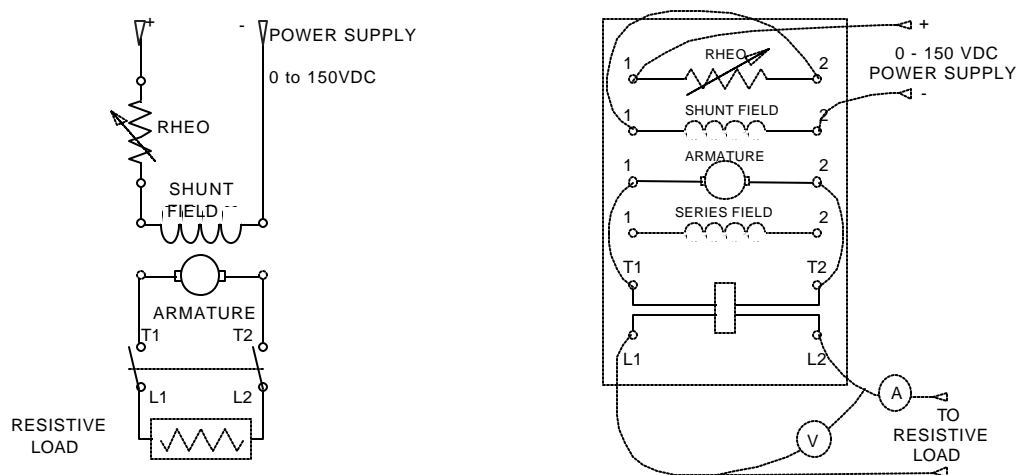 +
- POWER SUPPLY
0 to 150VDC
RHEO
SHUNT
FIELD
ARMATURE
T1 T2
L1 L2
RESISTIVE
LOAD
+
0 - 150 VDC
POWER SUPPLY
-
RHEO
1 2
SHUNT FIELD
1 2
ARMATURE
1 2
SERIES FIELD
1 2
T1 T2
L1 L2
A
V
TO
RESISTIVE
LOAD